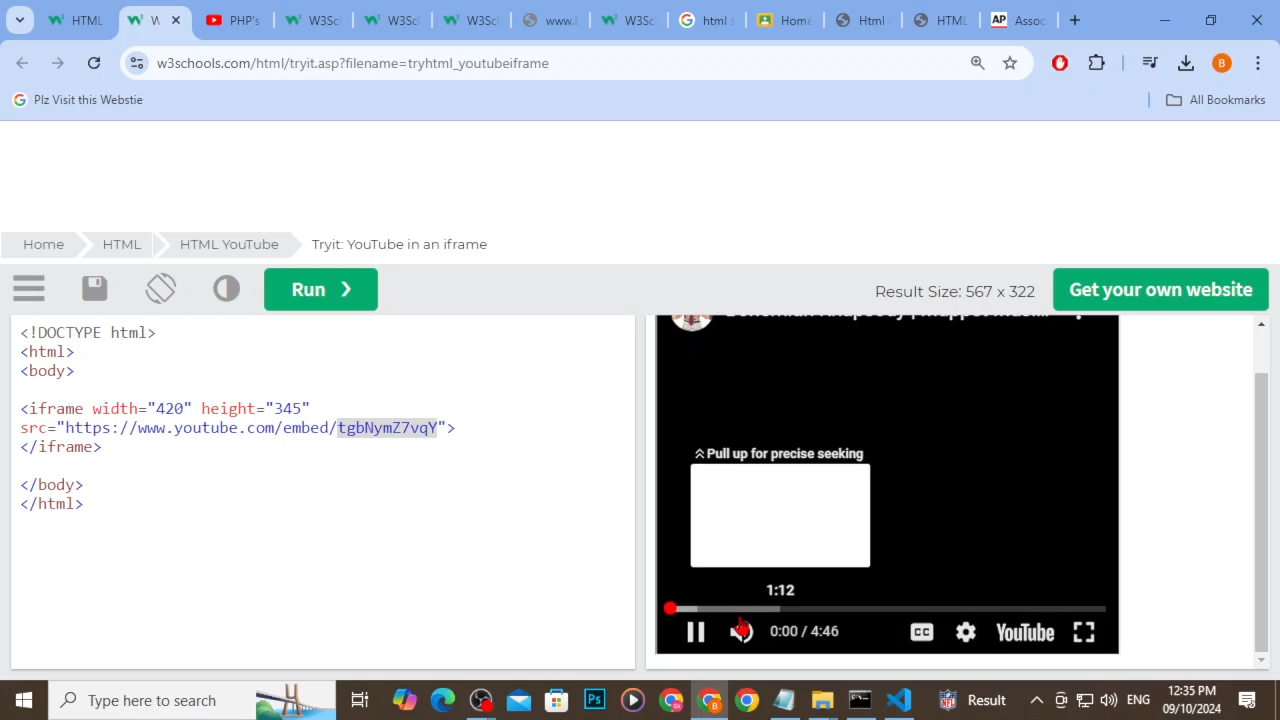 HTML
W
PHP's
W3Sc
W3Sc
W3Sc
www.b
W3Sc
html s
Home
Html
HTML
AP Assoc
w3schools.com/html/tryit.asp?filename=tryhtml_youtubeiframe
B
Plz Visit this Webstie
All Bookmarks
Home
HTML
HTML YouTube
Tryit: YouTube in an iframe
Run ❯
Result Size: 567 x 322
Get your own website
<!DOCTYPE html>
<html>
<body>
<iframe width="420" height="345"
src="https://www.youtube.com/embed/tgbNymZ7vqY">
</iframe>
</body>
</html>
Pull up for precise seeking
1:12
0:00 / 4:46
CC
YouTube
Type here to search
Ps
Result
ENG
12:35 PM
09/10/2024